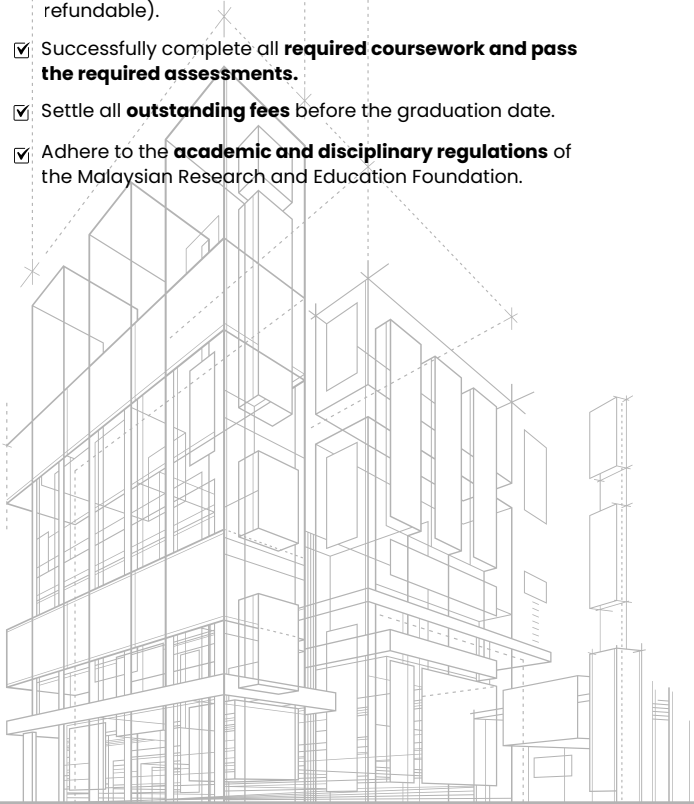 refundable).
Successfully complete all required coursework and pass
the required assessments.
Settle all outstanding fees before the graduation date.
Adhere to the academic and disciplinary regulations of
the Malaysian Research and Education Foundation.